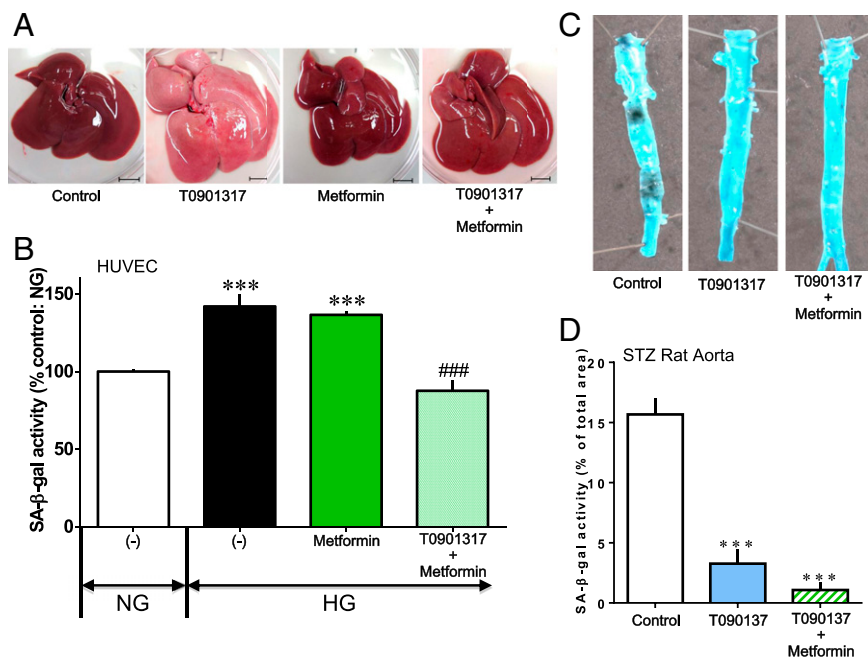 A
Control
T0901317
Metformin
T0901317
+
Metformin
B
HUVEC
SA-β-gal activity (% control: NG)
150
100
50
0
***
***
###
(-)
(-)
Metformin
T0901317
+
Metformin
NG
HG
C
Control
T0901317
T0901317
+
Metformin
D
STZ Rat Aorta
SA-β-gal activity (% of total area)
20
15
10
5
0
***
***
Control
T090137
T090137
+
Metformin